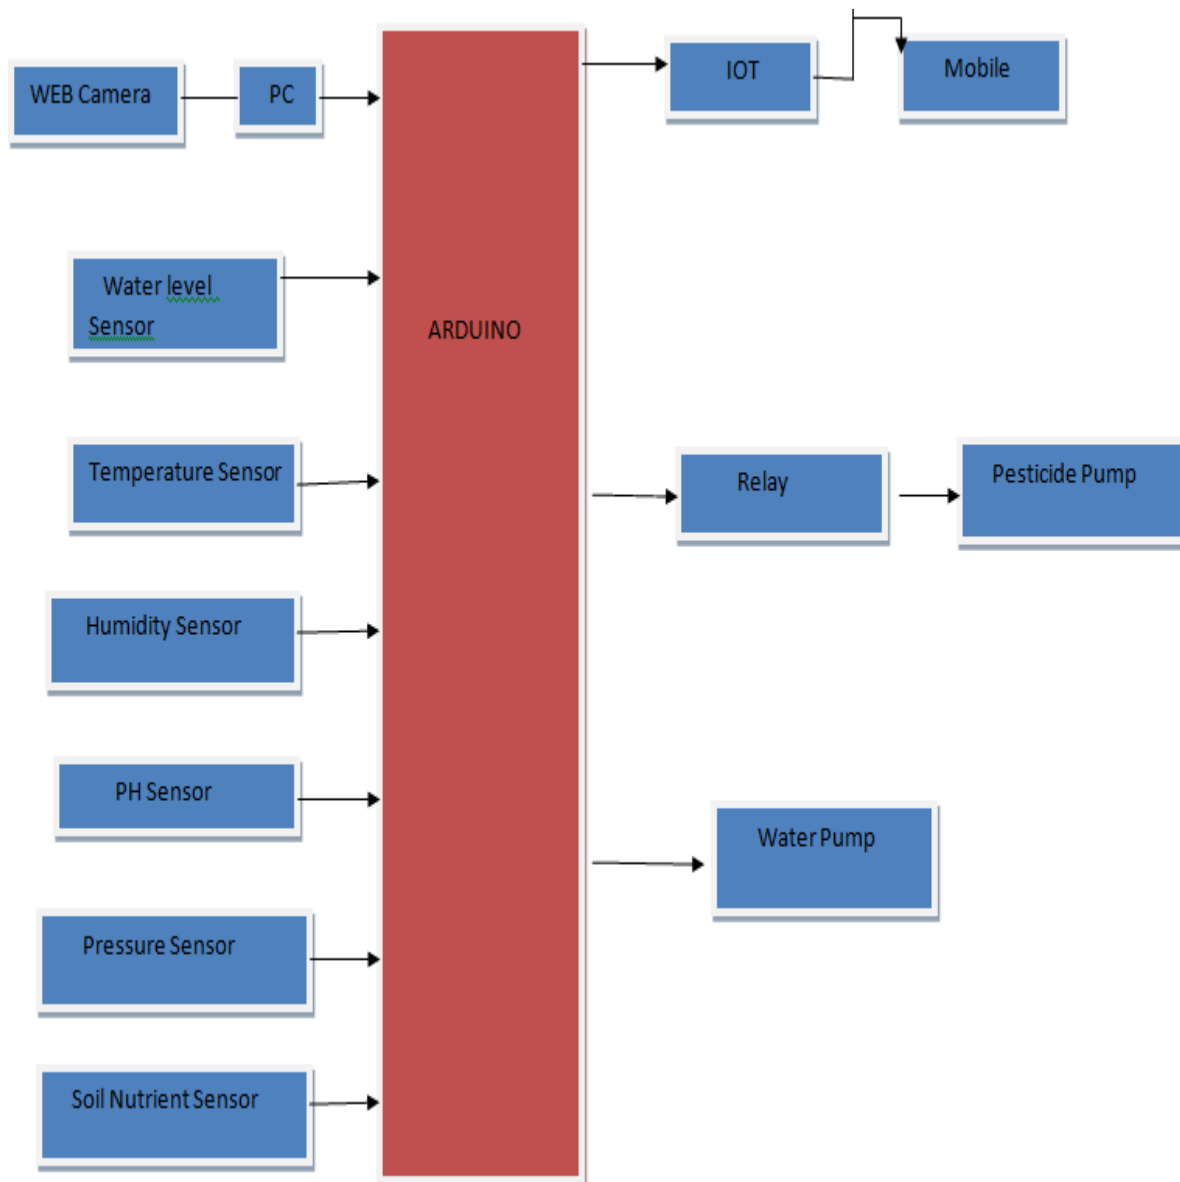 WEB Camera
PC
IOT
Mobile
Water level
Sensor
ARDUINO
Temperature Sensor
Relay
Pesticide Pump
Humidity Sensor
PH Sensor
Water Pump
Pressure Sensor
Soil Nutrient Sensor